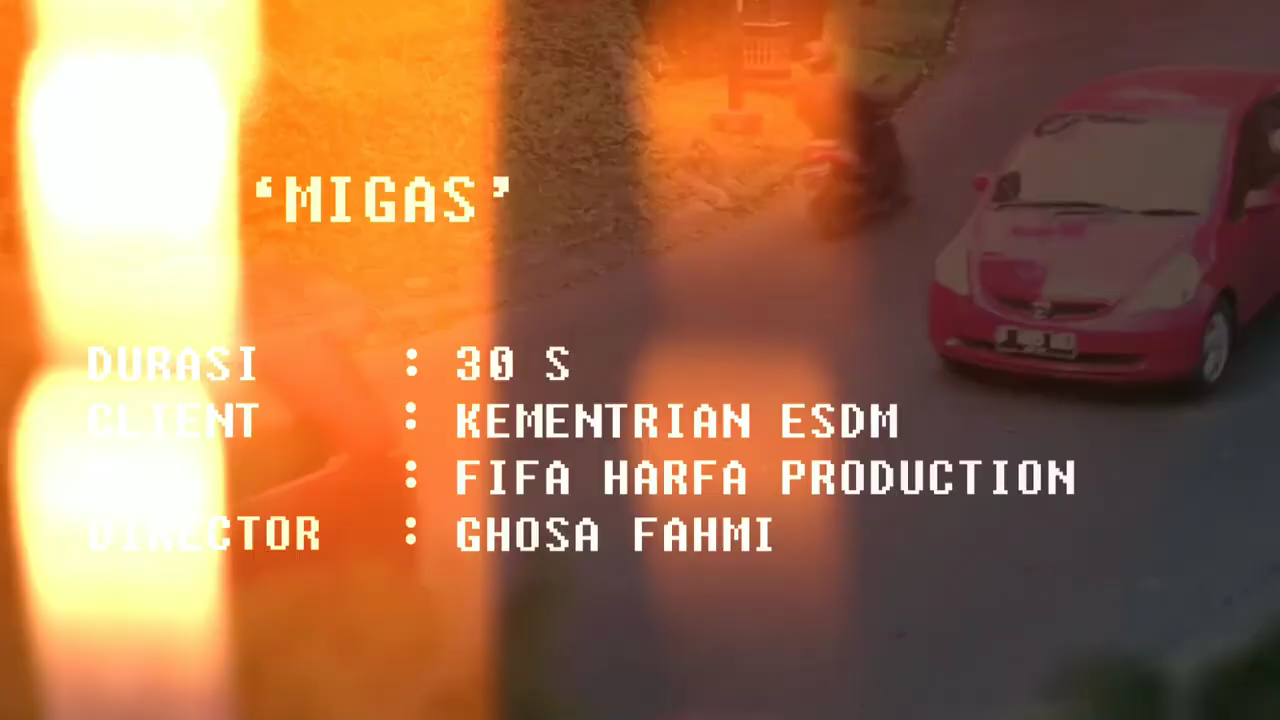 ‘MIGAS’
DURASI : 30 S
CLIENT : KEMENTRIAN ESDM
: FIFA HARFA PRODUCTION
DIRECTOR : GHOSA FAHMI